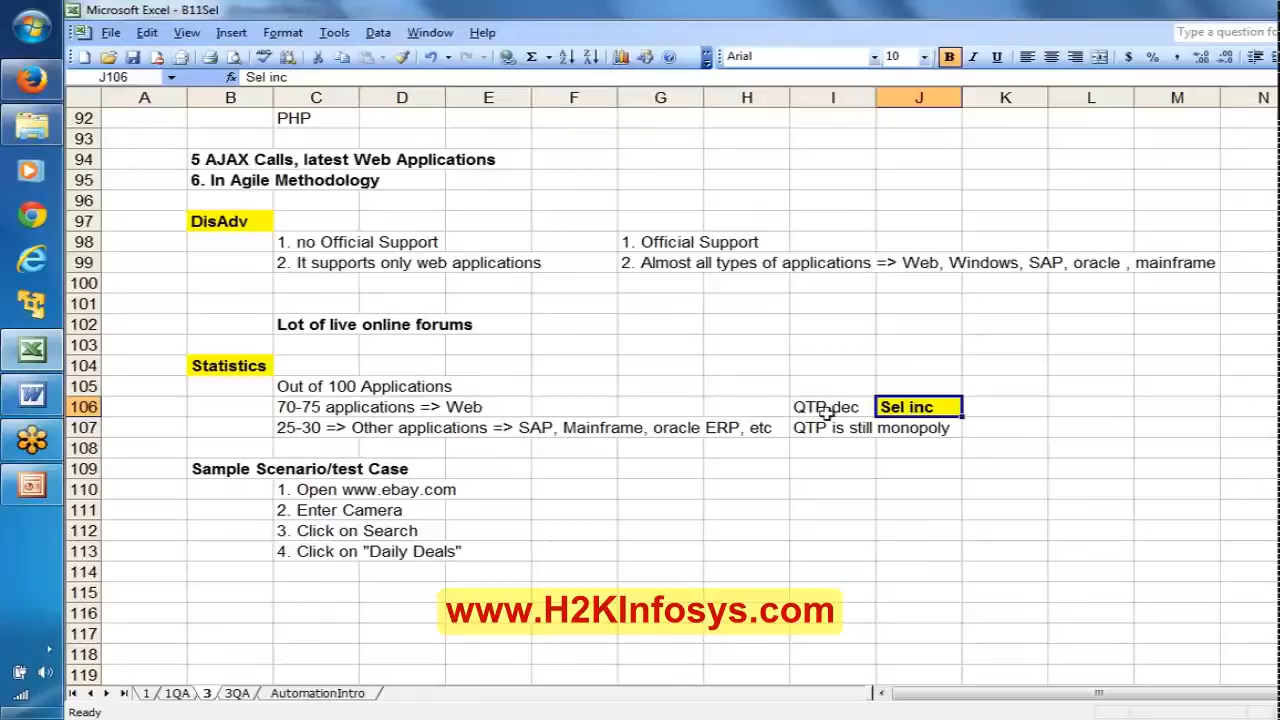 Microsoft Excel - B11Sel
File Edit View Insert Format Tools Data Window Help
Type a question fo
Arial 10 B I U
J106 fx Sel inc
A B C D E F G H I J K L M N
92 PHP
93
94 5 AJAX Calls, latest Web Applications
95 6. In Agile Methodology
96
97 DisAdv
98 1. no Official Support 1. Official Support
99 2. It supports only web applications 2. Almost all types of applications => Web, Windows, SAP, oracle , mainframe
100
101
102 Lot of live online forums
103
104 Statistics
105 Out of 100 Applications
106 70-75 applications => Web QTP dec Sel inc
107 25-30 => Other applications => SAP, Mainframe, oracle ERP, etc QTP is still monopoly
108
109 Sample Scenario/test Case
110 1. Open www.ebay.com
111 2. Enter Camera
112 3. Click on Search
113 4. Click on "Daily Deals"
114
115
116
117
118
119
www.H2KInfosys.com
1 1QA 3 3QA AutomationIntro
Ready